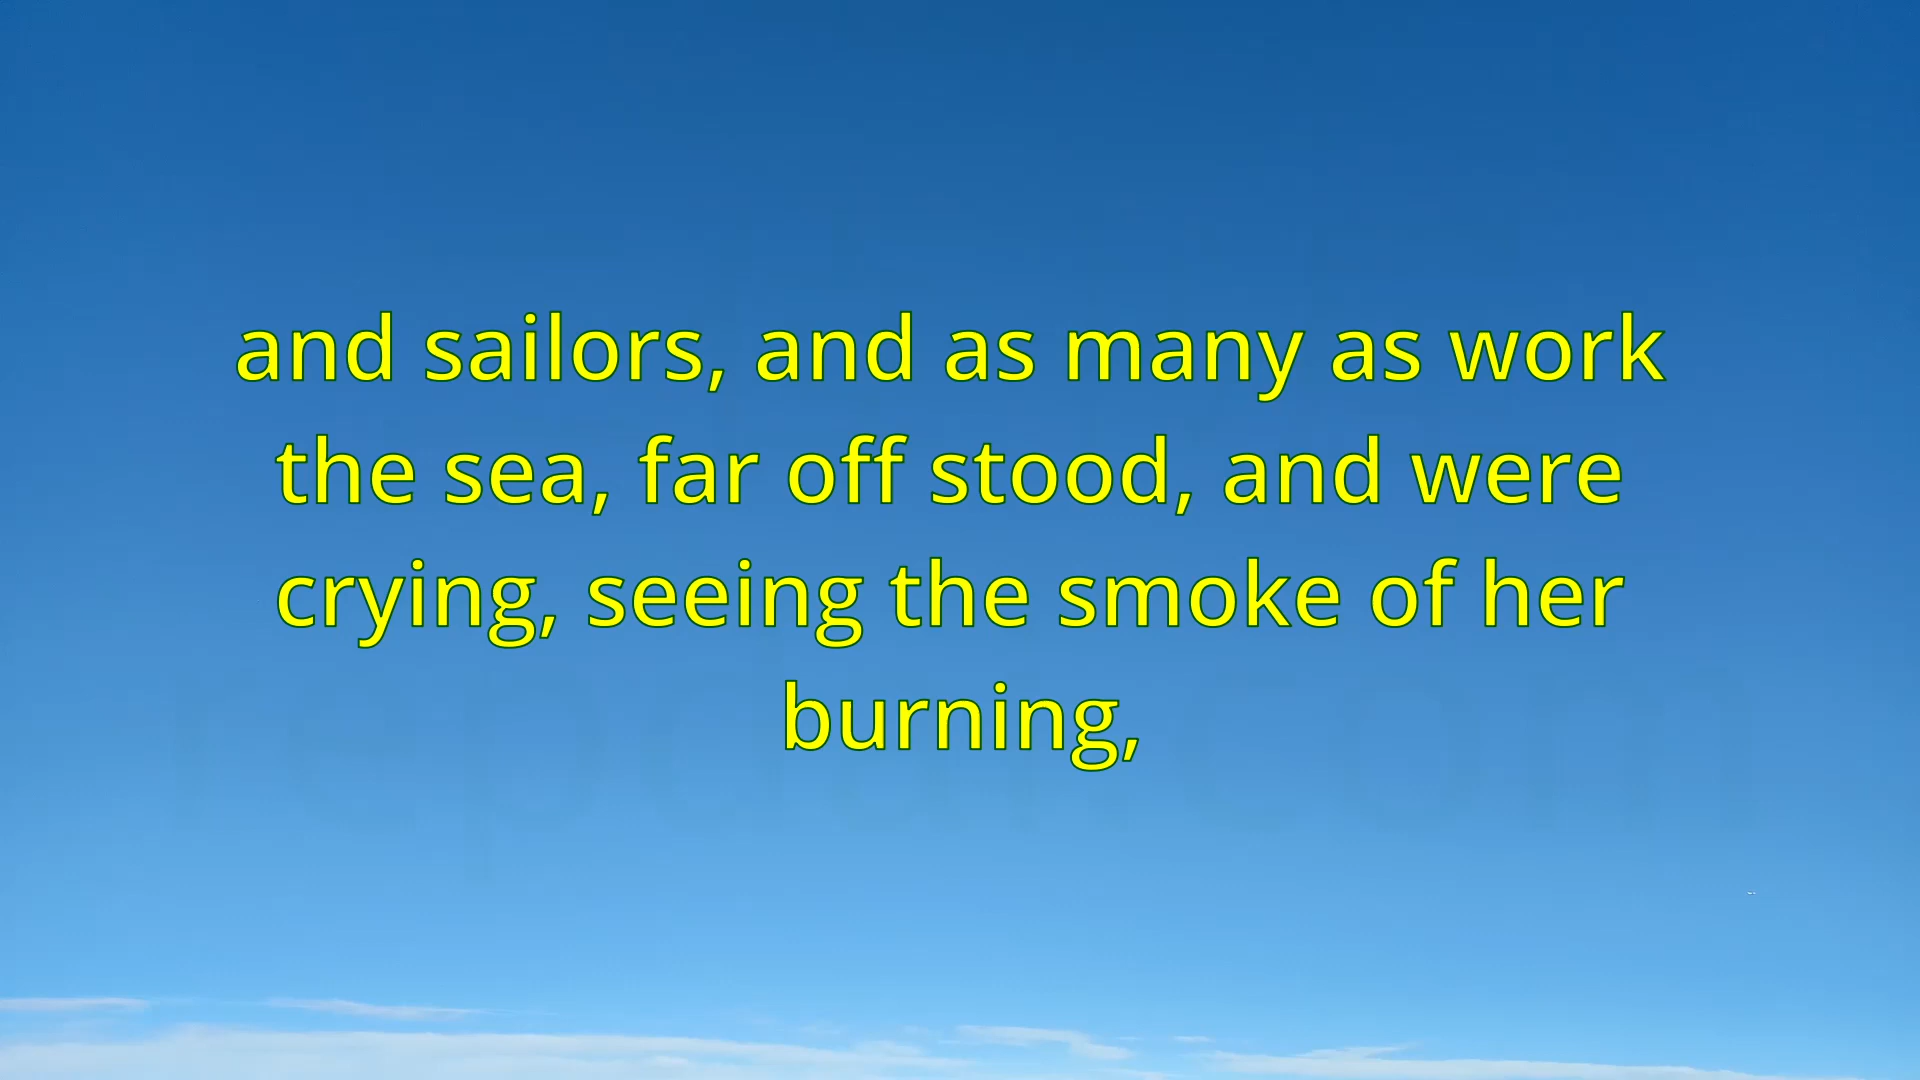 and sailors, and as many as work
the sea, far off stood, and were
crying, seeing the smoke of her
burning,